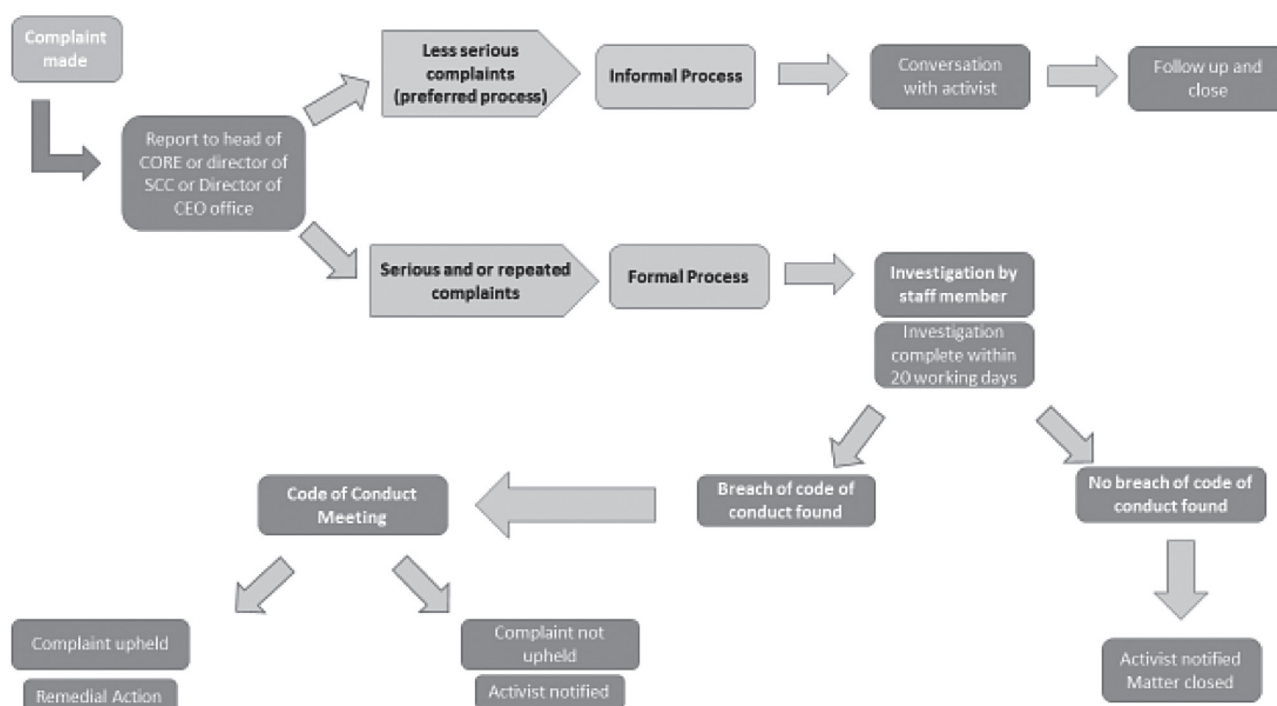 Complaint
made
Report to head of
CORE or director of
SCC or Director of
CEO office
Less serious
complaints
(preferred process)
Informal Process
Conversation
with activist
Follow up and
close
Serious and or repeated
complaints
Formal Process
Investigation by
staff member
Investigation
complete within
20 working days
Breach of code of
conduct found
No breach of code of
conduct found
Code of Conduct
Meeting
Complaint upheld
Remedial Action
Complaint not
upheld
Activist notified
Activist notified
Matter closed